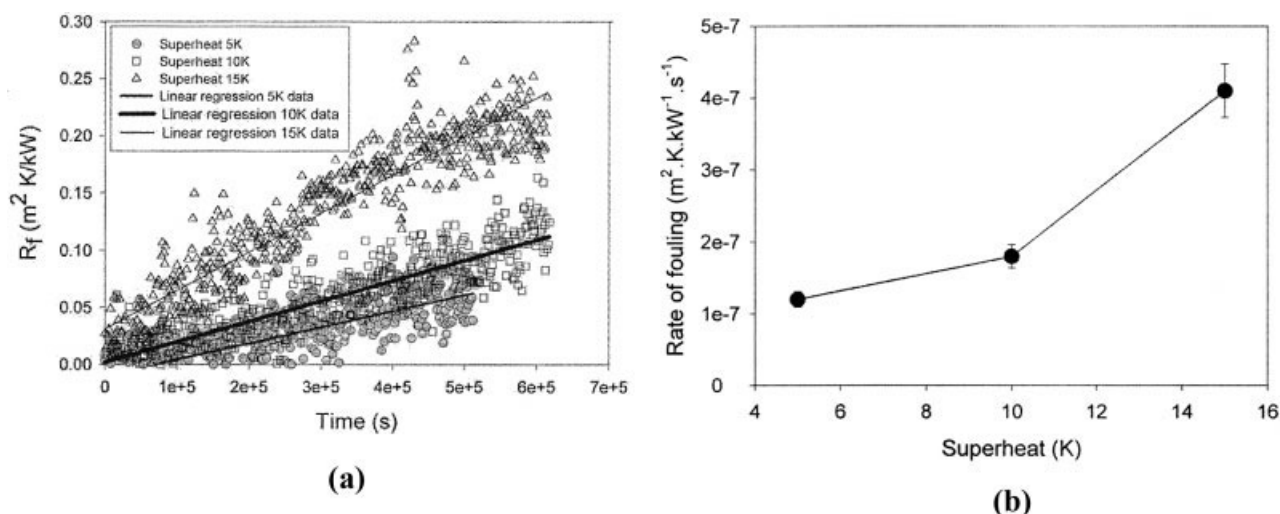 0.30
0.25
0.20
0.15
0.10
0.05
0.00
R_f (m² K/kW)
Superheat 5K
Superheat 10K
Superheat 15K
Linear regression 5K data
Linear regression 10K data
Linear regression 15K data
0 1e+5 2e+5 3e+5 4e+5 5e+5 6e+5 7e+5
Time (s)
(a)
5e-7
4e-7
3e-7
2e-7
1e-7
0
Rate of fouling (m².K.kW⁻¹.s⁻¹)
4 6 8 10 12 14 16
Superheat (K)
(b)